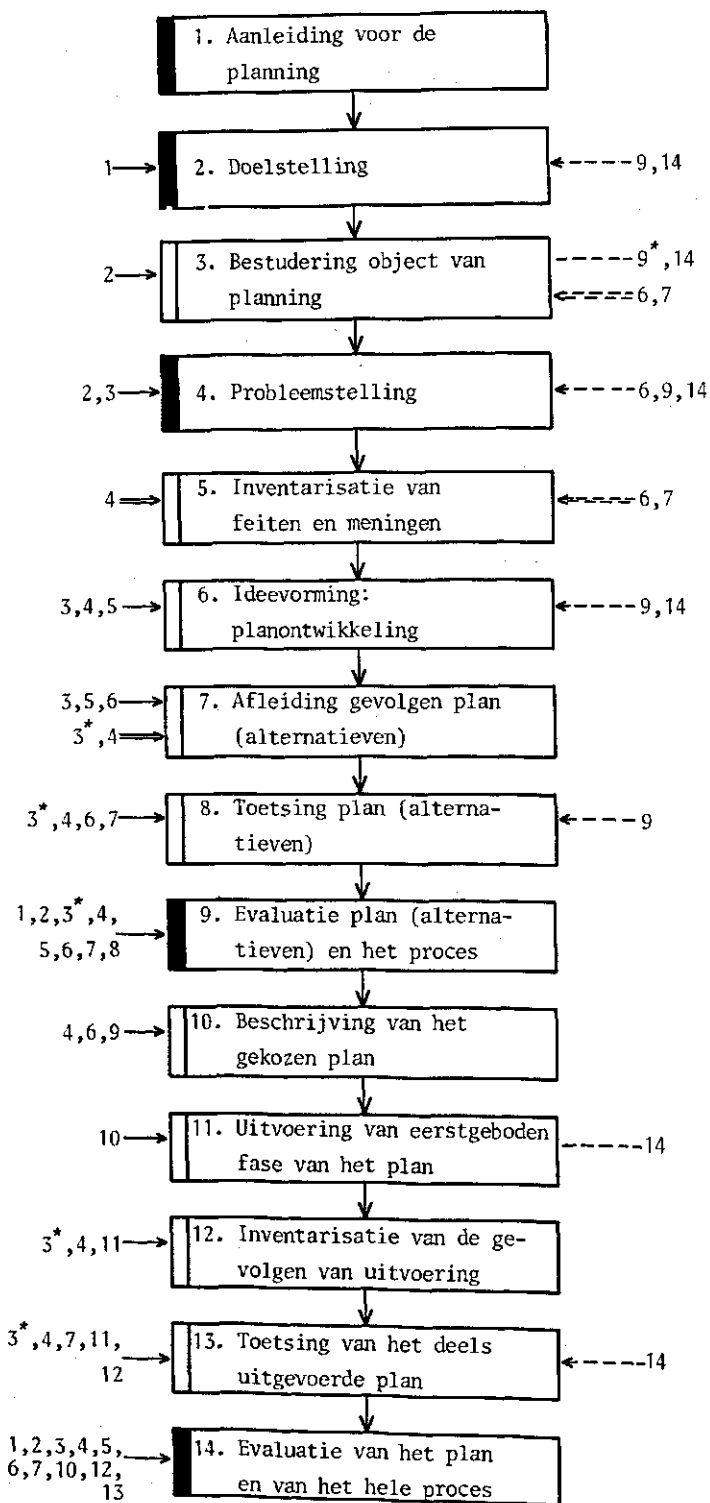 1. Aanleiding voor de
planning
1
2. Doelstelling
9,14
2
3. Bestudering object van
planning
9*,14
6,7
2,3
4. Probleemstelling
6,9,14
4
5. Inventarisatie van
feiten en meningen
6,7
3,4,5
6. Ideevorming:
planontwikkeling
9,14
3,5,6
3*,4
7. Afleiding gevolgen plan
(alternatieven)
3*,4,6,7
8. Toetsing plan (alterna-
tieven)
9
1,2,3*,4,
5,6,7,8
9. Evaluatie plan (alterna-
tieven) en het proces
4,6,9
10. Beschrijving van het
gekozen plan
10
11. Uitvoering van eerstgeboden
fase van het plan
14
3*,4,11
12. Inventarisatie van de ge-
volgen van uitvoering
3*,4,7,11,
12
13. Toetsing van het deels
uitgevoerde plan
14
1,2,3,4,5,
6,7,10,12,
13
14. Evaluatie van het plan
en van het hele proces